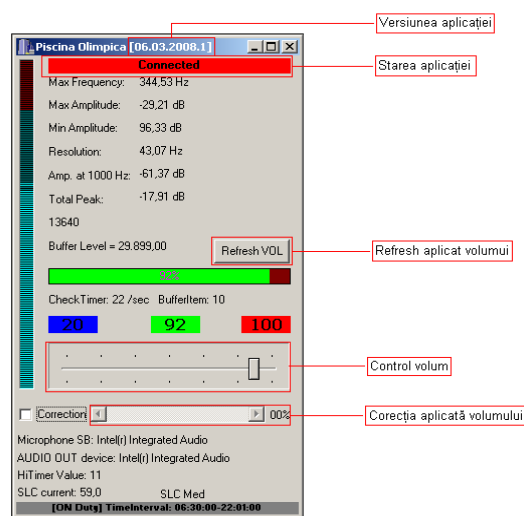 Versiunea aplicației
Piscina Olimpica [06.03.2008.1]
Connected
Starea aplicației
Max Frequency: 344,53 Hz
Max Amplitude: -29,21 dB
Min Amplitude: 96,33 dB
Resolution: 43,07 Hz
Amp. at 1000 Hz: -61,37 dB
Total Peak: -17,91 dB
13640
Buffer Level = 29.899,00
Refresh VOL
Refresh aplicat volumui
92%
CheckTimer: 22 /sec BufferItem: 10
20 92 100
Control volum
Correction 00%
Corecția aplicată volumului
Microphone SB: Intel(r) Integrated Audio
AUDIO OUT device: Intel(r) Integrated Audio
HiTimer Value: 11
SLC current: 59,0 SLC Med
[ON Duty] TimeInterval: 06:30:00-22:01:00